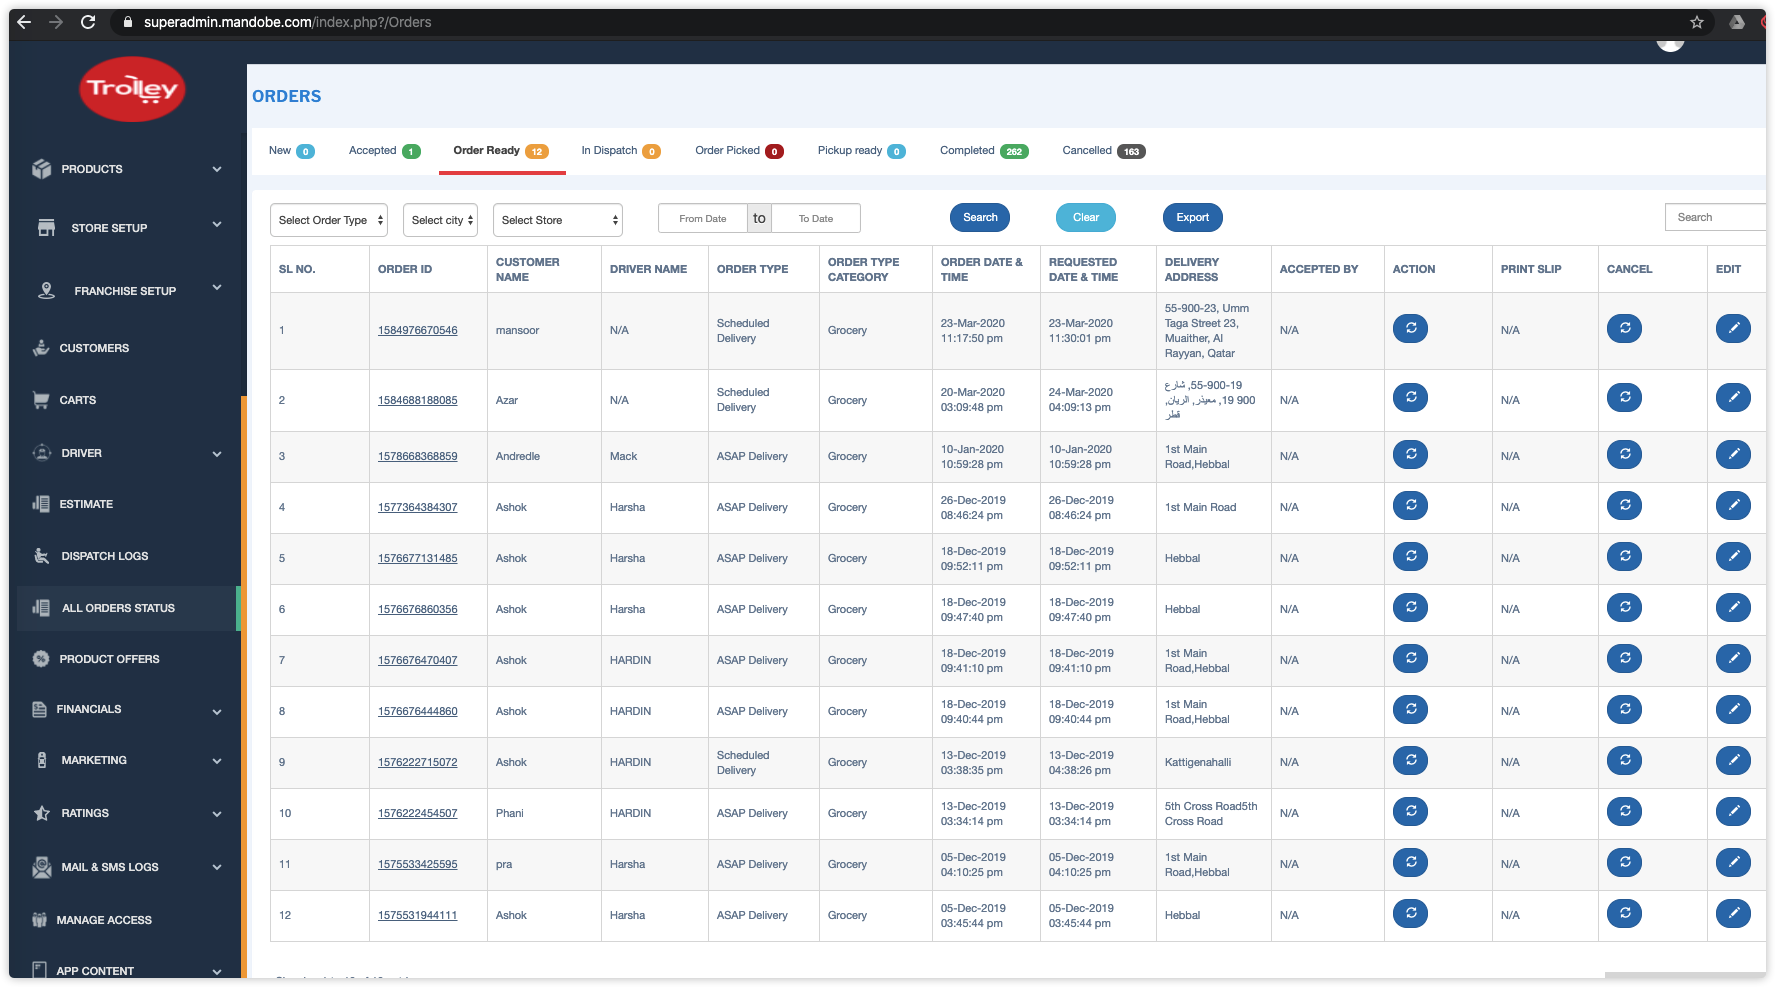 superadmin.mandobe.com/index.php?/Orders
Trolley
PRODUCTS
STORE SETUP
FRANCHISE SETUP
CUSTOMERS
CARTS
DRIVER
ESTIMATE
DISPATCH LOGS
ALL ORDERS STATUS
PRODUCT OFFERS
FINANCIALS
MARKETING
RATINGS
MAIL & SMS LOGS
MANAGE ACCESS
APP CONTENT
ORDERS
New 0 Accepted 1 Order Ready 12 In Dispatch 0 Order Picked 0 Pickup ready 0 Completed 262 Cancelled 163
Select Order Type Select city Select Store From Date to To Date Search Clear Export Search
SL NO. ORDER ID CUSTOMER NAME DRIVER NAME ORDER TYPE ORDER TYPE CATEGORY ORDER DATE & TIME REQUESTED DATE & TIME DELIVERY ADDRESS ACCEPTED BY ACTION PRINT SLIP CANCEL EDIT
1 1584976670546 mansoor N/A Scheduled Delivery Grocery 23-Mar-2020 11:17:50 pm 23-Mar-2020 11:30:01 pm 55-900-23, Umm Taga Street 23, Muaither, Al Rayyan, Qatar N/A N/A
2 1584688188085 Azar N/A Scheduled Delivery Grocery 20-Mar-2020 03:09:48 pm 24-Mar-2020 04:09:13 pm 55-900-19, شارع 900 19, معيذر, الريان, قطر N/A N/A
3 1578668368859 Andredle Mack ASAP Delivery Grocery 10-Jan-2020 10:59:28 pm 10-Jan-2020 10:59:28 pm 1st Main Road,Hebbal N/A N/A
4 1577364384307 Ashok Harsha ASAP Delivery Grocery 26-Dec-2019 08:46:24 pm 26-Dec-2019 08:46:24 pm 1st Main Road N/A N/A
5 1576677131485 Ashok Harsha ASAP Delivery Grocery 18-Dec-2019 09:52:11 pm 18-Dec-2019 09:52:11 pm Hebbal N/A N/A
6 1576676860356 Ashok Harsha ASAP Delivery Grocery 18-Dec-2019 09:47:40 pm 18-Dec-2019 09:47:40 pm Hebbal N/A N/A
7 1576676470407 Ashok HARDIN ASAP Delivery Grocery 18-Dec-2019 09:41:10 pm 18-Dec-2019 09:41:10 pm 1st Main Road,Hebbal N/A N/A
8 1576676444860 Ashok HARDIN ASAP Delivery Grocery 18-Dec-2019 09:40:44 pm 18-Dec-2019 09:40:44 pm 1st Main Road,Hebbal N/A N/A
9 1576222715072 Ashok HARDIN Scheduled Delivery Grocery 13-Dec-2019 03:38:35 pm 13-Dec-2019 04:38:26 pm Kattigenahalli N/A N/A
10 1576222454507 Phani HARDIN ASAP Delivery Grocery 13-Dec-2019 03:34:14 pm 13-Dec-2019 03:34:14 pm 5th Cross Road5th Cross Road N/A N/A
11 1575533425595 pra Harsha ASAP Delivery Grocery 05-Dec-2019 04:10:25 pm 05-Dec-2019 04:10:25 pm 1st Main Road,Hebbal N/A N/A
12 1575531944111 Ashok Harsha ASAP Delivery Grocery 05-Dec-2019 03:45:44 pm 05-Dec-2019 03:45:44 pm Hebbal N/A N/A